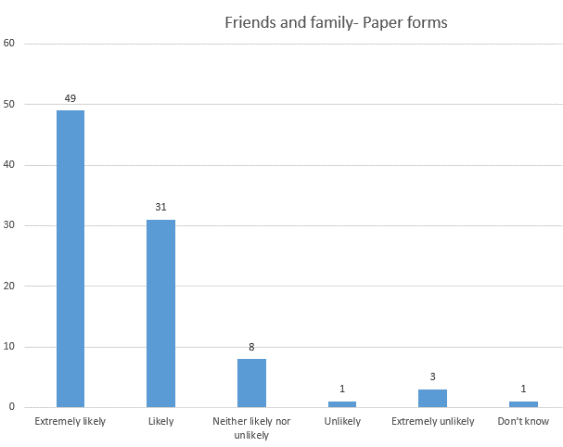 Friends and family- Paper forms
60
50
40
30
20
10
0
49
31
8
1
3
1
Extremely likely
Likely
Neither likely nor
unlikely
Unlikely
Extremely unlikely
Don't know